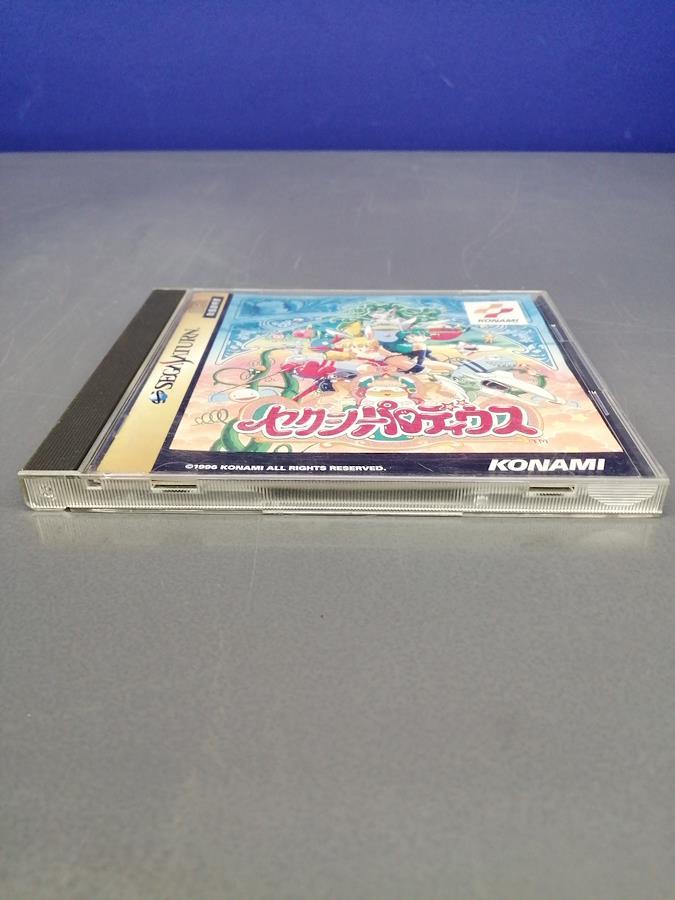 SEGA SATURN
KONAMI
セクシーパロディウス
TM
©1996 KONAMI ALL RIGHTS RESERVED.
KONAMI